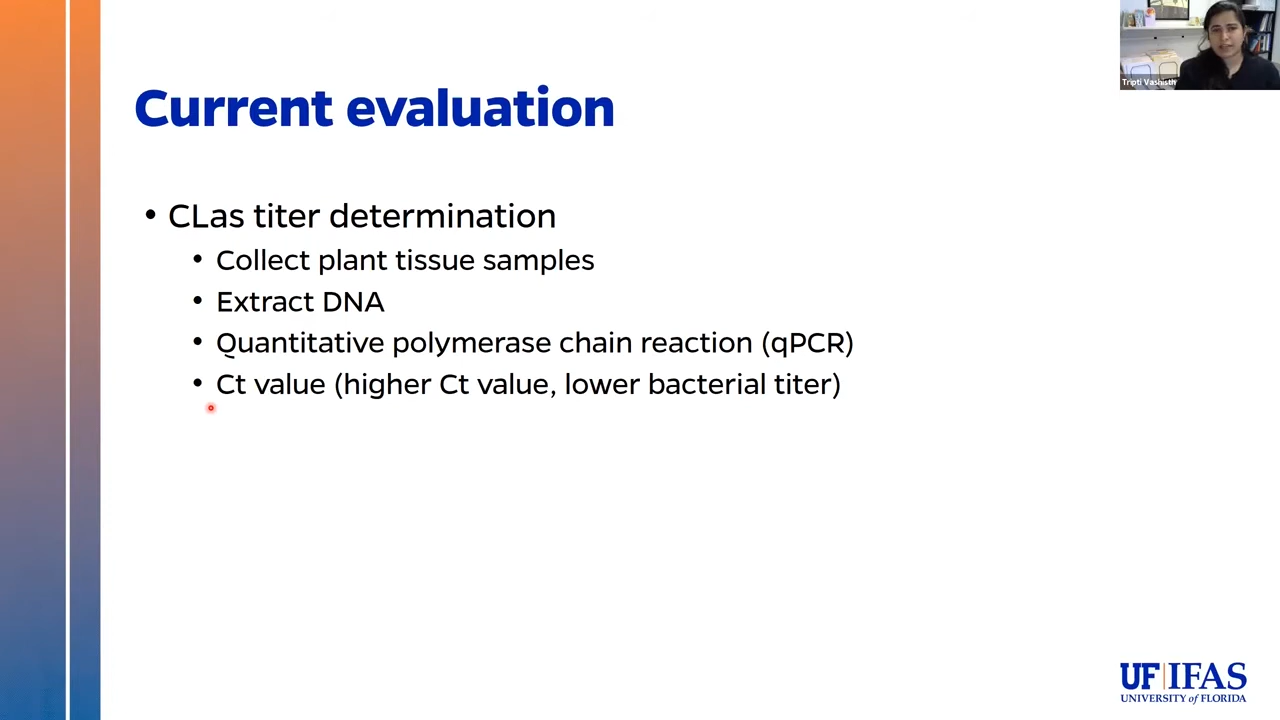 Tripti Vashisth
Current evaluation
• CLas titer determination
• Collect plant tissue samples
• Extract DNA
• Quantitative polymerase chain reaction (qPCR)
• Ct value (higher Ct value, lower bacterial titer)
UF|IFAS
UNIVERSITY of FLORIDA